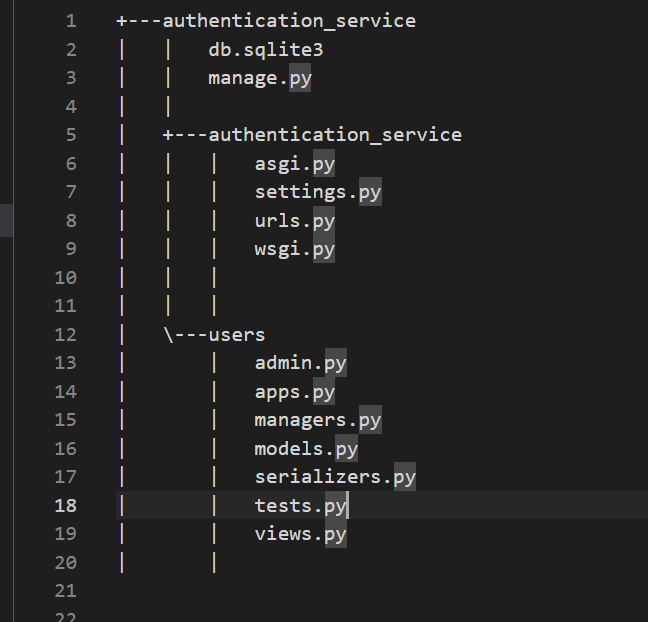 1 +---authentication_service
2 |   |   db.sqlite3
3 |   |   manage.py
4 |   |
5 |   +---authentication_service
6 |   |   |   asgi.py
7 |   |   |   settings.py
8 |   |   |   urls.py
9 |   |   |   wsgi.py
10 |   |   |
11 |   |   |
12 |   \---users
13 |       |   admin.py
14 |       |   apps.py
15 |       |   managers.py
16 |       |   models.py
17 |       |   serializers.py
18 |       |   tests.py
19 |       |   views.py
20 |       |
21
22